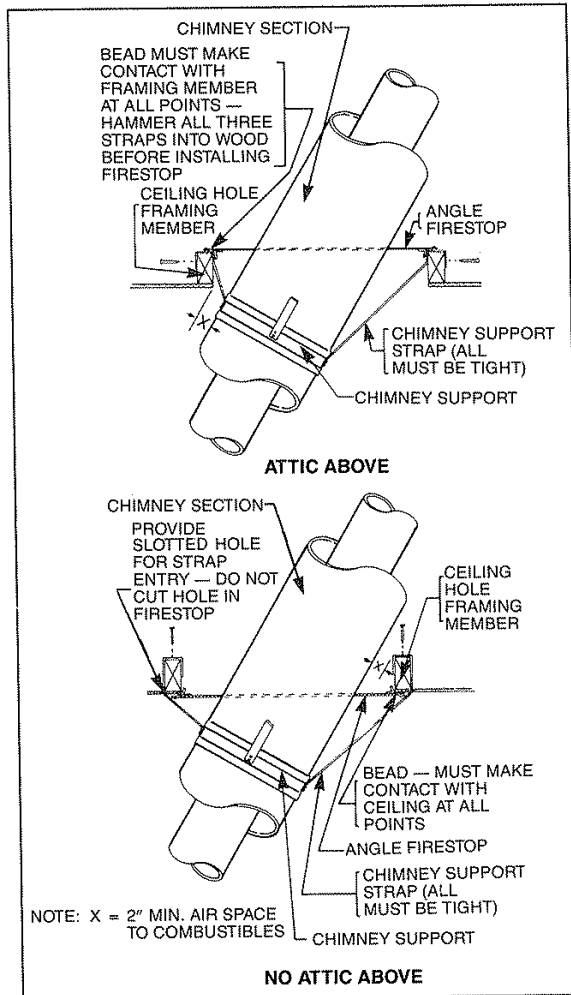 CHIMNEY SECTION
BEAD MUST MAKE
CONTACT WITH
FRAMING MEMBER
AT ALL POINTS —
HAMMER ALL THREE
STRAPS INTO WOOD
BEFORE INSTALLING
FIRESTOP
CEILING HOLE
FRAMING
MEMBER
ANGLE
FIRESTOP
X
CHIMNEY SUPPORT
STRAP (ALL
MUST BE TIGHT)
CHIMNEY SUPPORT
ATTIC ABOVE
CHIMNEY SECTION
PROVIDE
SLOTTED HOLE
FOR STRAP
ENTRY — DO NOT
CUT HOLE IN
FIRESTOP
CEILING
HOLE
FRAMING
MEMBER
X
BEAD — MUST MAKE
CONTACT WITH
CEILING AT ALL
POINTS
ANGLE FIRESTOP
CHIMNEY SUPPORT
STRAP (ALL
MUST BE TIGHT)
NOTE: X = 2" MIN. AIR SPACE
TO COMBUSTIBLES
CHIMNEY SUPPORT
NO ATTIC ABOVE